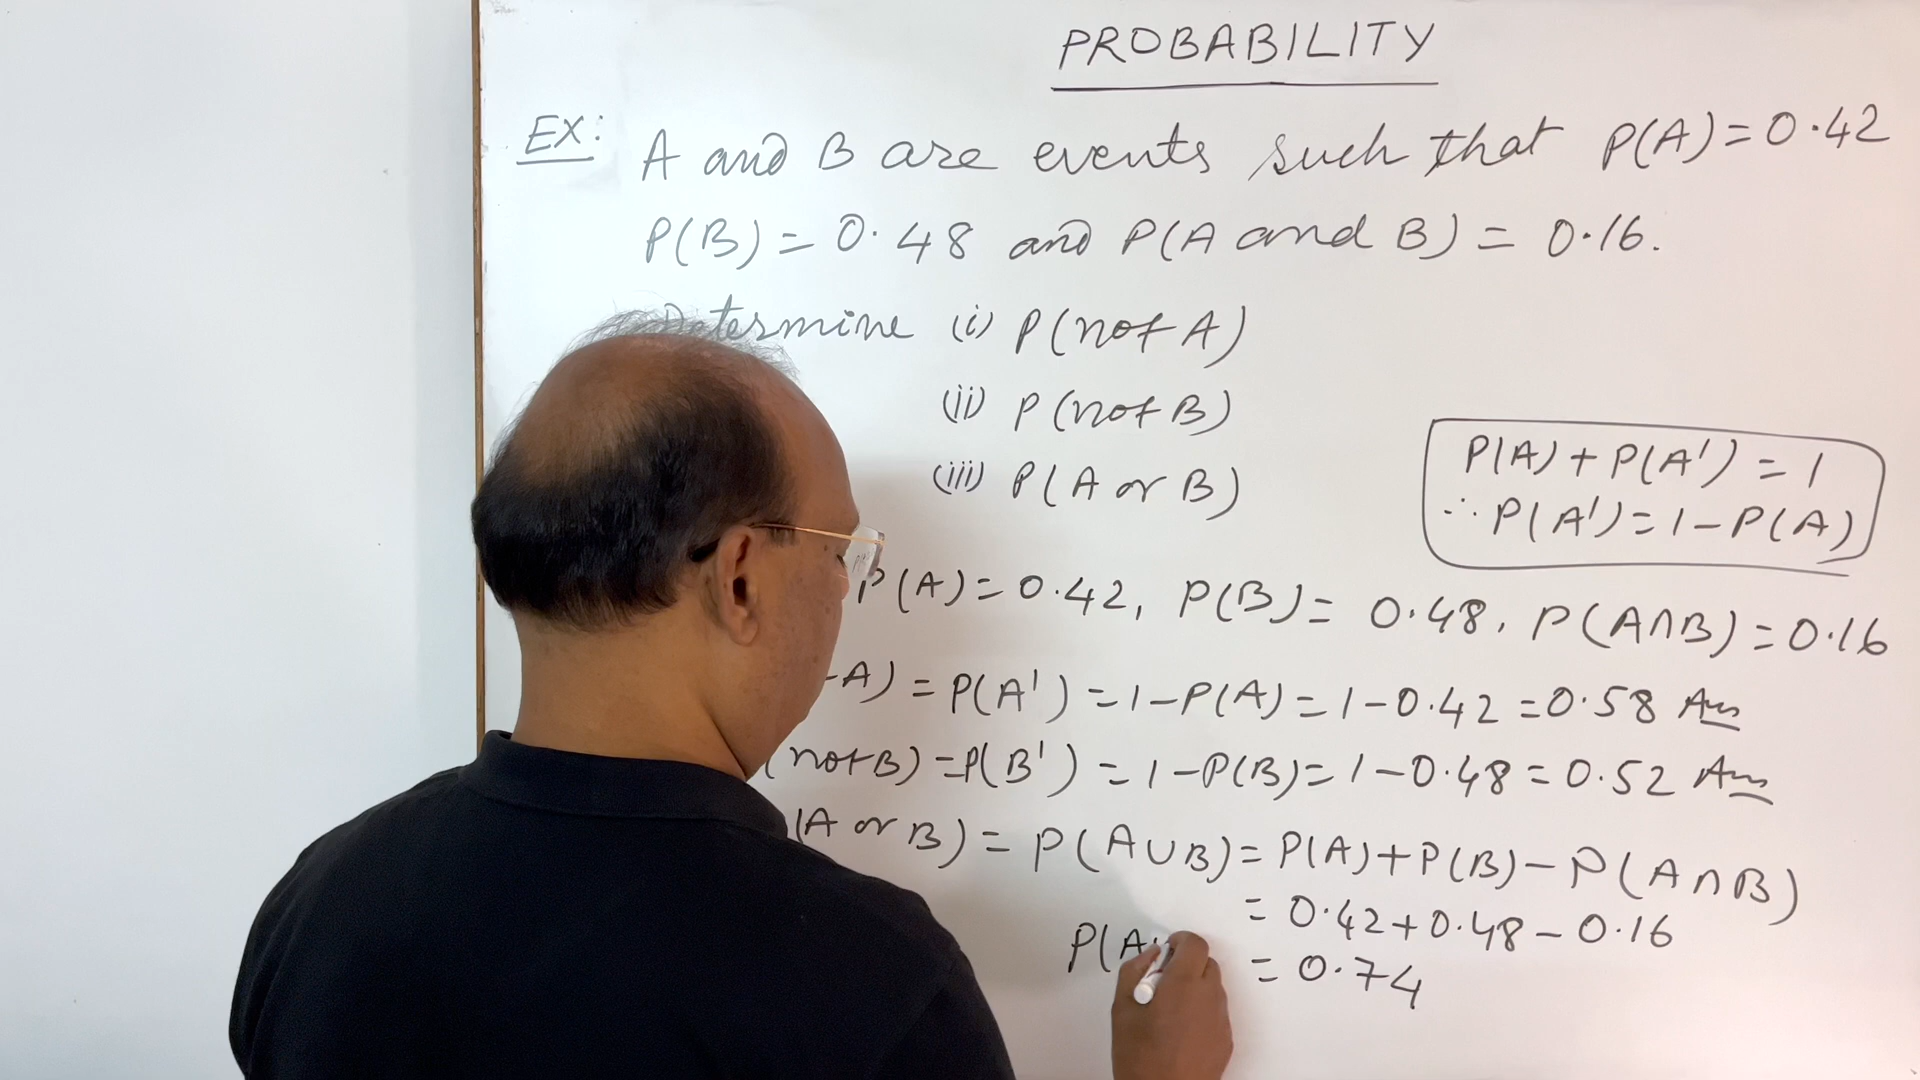 PROBABILITY
EX: A and B are events such that P(A)=0.42
P(B)=0.48 and P(A and B)=0.16.
Determine (i) P(not A)
(ii) P(not B)
(iii) P(A or B)
P(A)+P(A')=1
∴P(A')=1-P(A)
P(A)=0.42, P(B)=0.48, P(A∩B)=0.16
A)=P(A')=1-P(A)=1-0.42=0.58 Ans
(not B)=P(B')=1-P(B)=1-0.48=0.52 Ans
(A or B)=P(A∪B)=P(A)+P(B)-P(A∩B)
=0.42+0.48-0.16
P(A =0.74